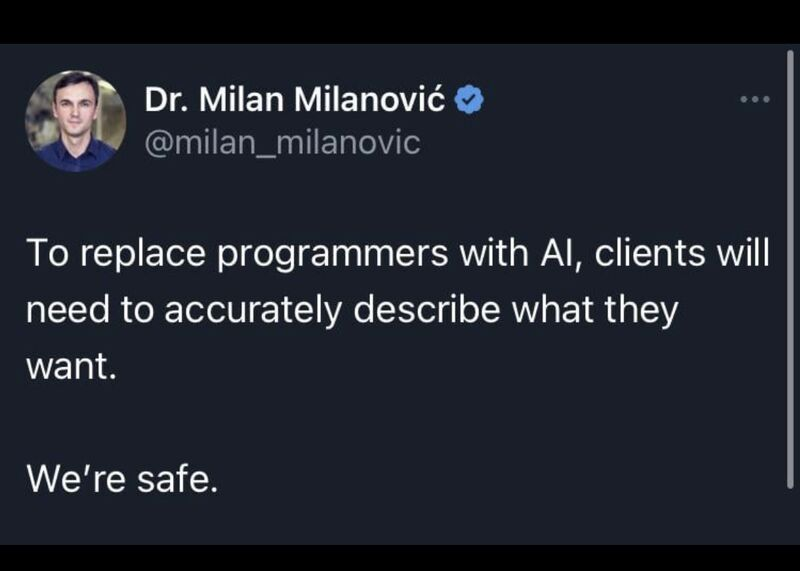 Dr. Milan Milanović
@milan_milanovic
To replace programmers with AI, clients will
need to accurately describe what they
want.
We’re safe.